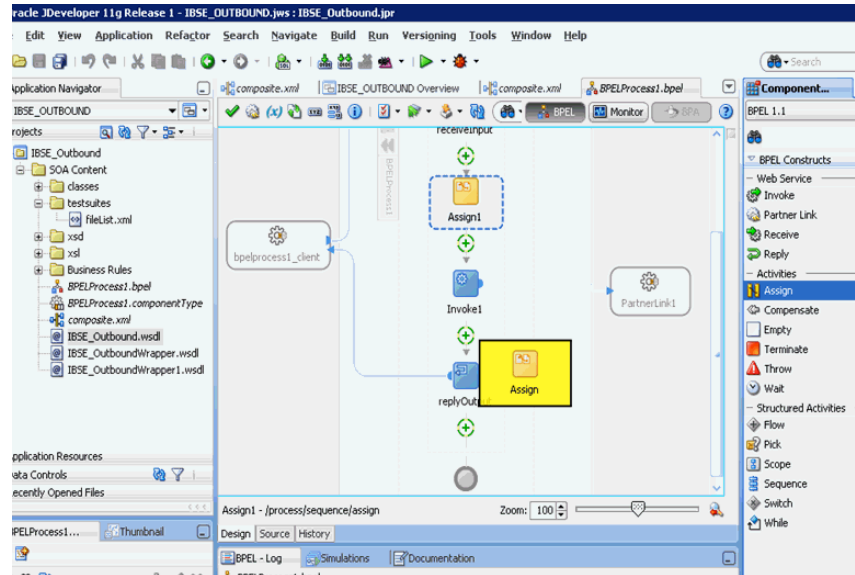 racle JDeveloper 11g Release 1 - IBSE_OUTBOUND.jws : IBSE_Outbound.jpr
Edit View Application Refactor Search Navigate Build Run Versioning Tools Window Help
Search
Application Navigator
composite.xml
IBSE_OUTBOUND Overview
composite.xml
BPELProcess1.bpel
Component...
IBSE_OUTBOUND
BPEL
Monitor
BPA
BPEL 1.1
rojects
IBSE_Outbound
SOA Content
classes
testsuites
fileList.xml
xsd
xsl
Business Rules
BPELProcess1.bpel
BPELProcess1.componentType
composite.xml
IBSE_Outbound.wsdl
IBSE_OutboundWrapper.wsdl
IBSE_OutboundWrapper1.wsdl
pplication Resources
ata Controls
ecently Opened Files
BPELProcess1...
Thumbnail
receiveInput
BPELProcess1
Assign1
bpelprocess1_client
Invoke1
PartnerLink1
Assign
replyOut
Assign1 - /process/sequence/assign
Zoom: 100
Design Source History
BPEL - Log
Simulations
Documentation
BPEL Constructs
Web Service
Invoke
Partner Link
Receive
Reply
Activities
Assign
Compensate
Empty
Terminate
Throw
Wait
Structured Activities
Flow
Pick
Scope
Sequence
Switch
While